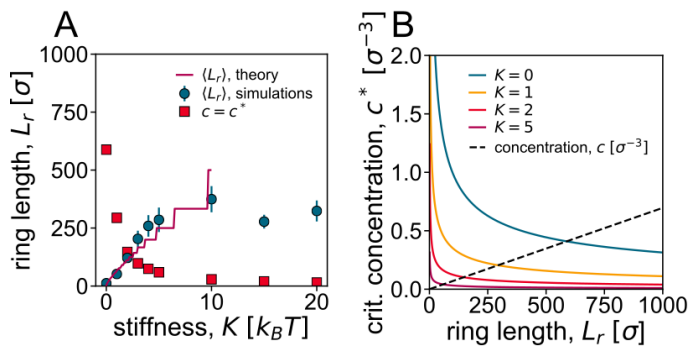 A
ring length, L_r [σ]
1000
750
500
250
0
⟨L_r⟩, theory
⟨L_r⟩, simulations
c = c*
0 10 20
stiffness, K [k_BT]
B
crit. concentration, c* [σ⁻³]
2.0
1.5
1.0
0.5
0.0
K = 0
K = 1
K = 2
K = 5
concentration, c [σ⁻³]
0 250 500 750 1000
ring length, L_r [σ]